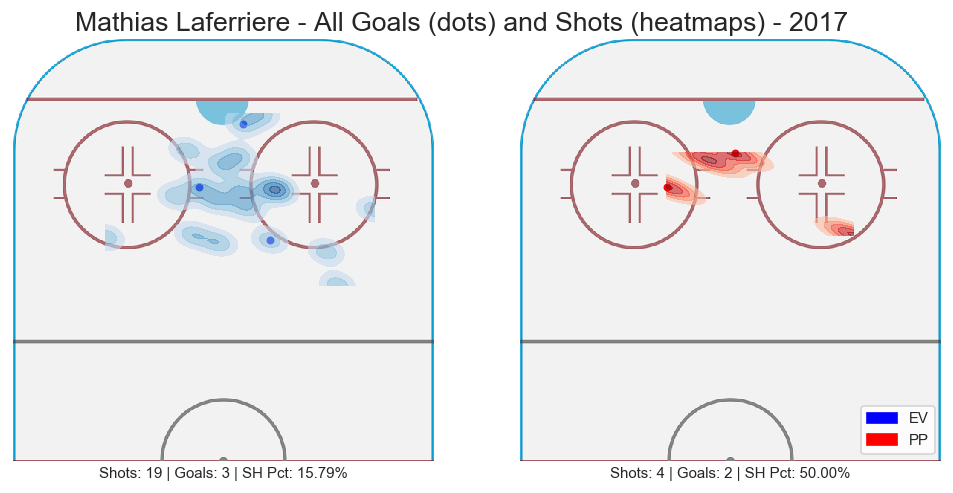 Mathias Laferriere - All Goals (dots) and Shots (heatmaps) - 2017
EV
PP
Shots: 19 | Goals: 3 | SH Pct: 15.79%
Shots: 4 | Goals: 2 | SH Pct: 50.00%